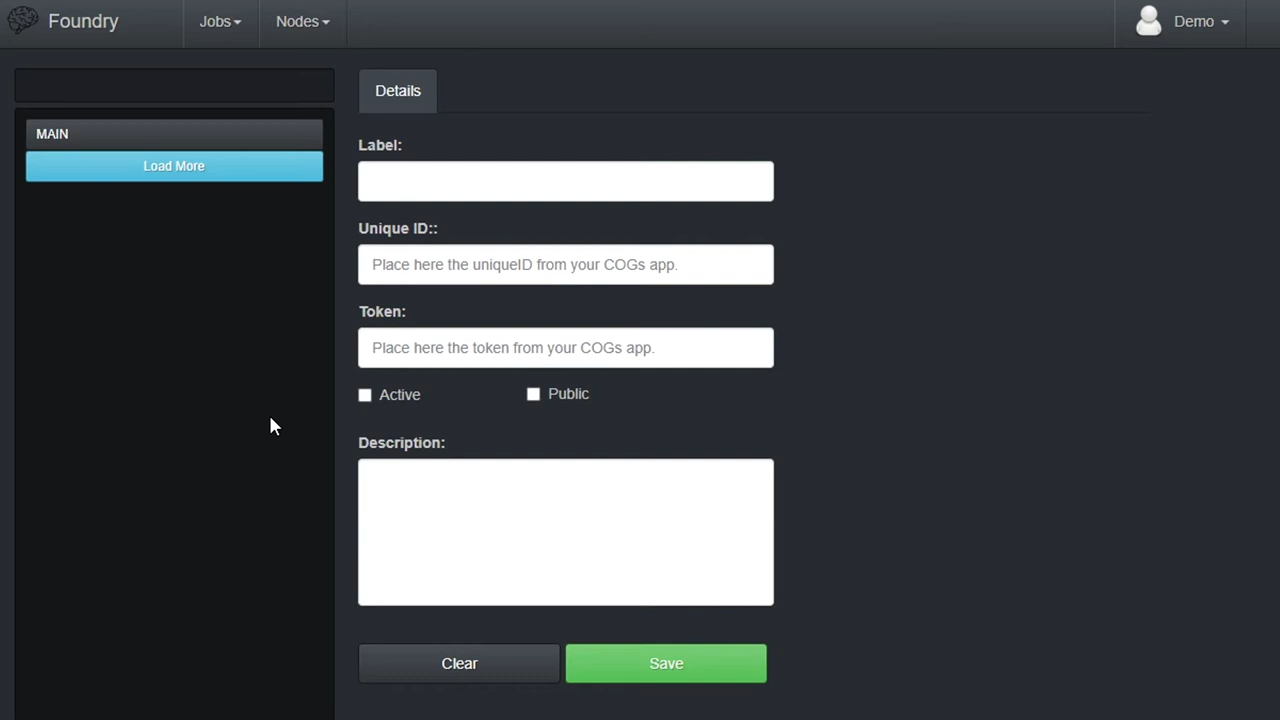 Foundry
Jobs
Nodes
Demo
MAIN
Load More
Details
Label:
Unique ID::
Place here the uniqueID from your COGs app.
Token:
Place here the token from your COGs app.
Active
Public
Description:
Clear
Save